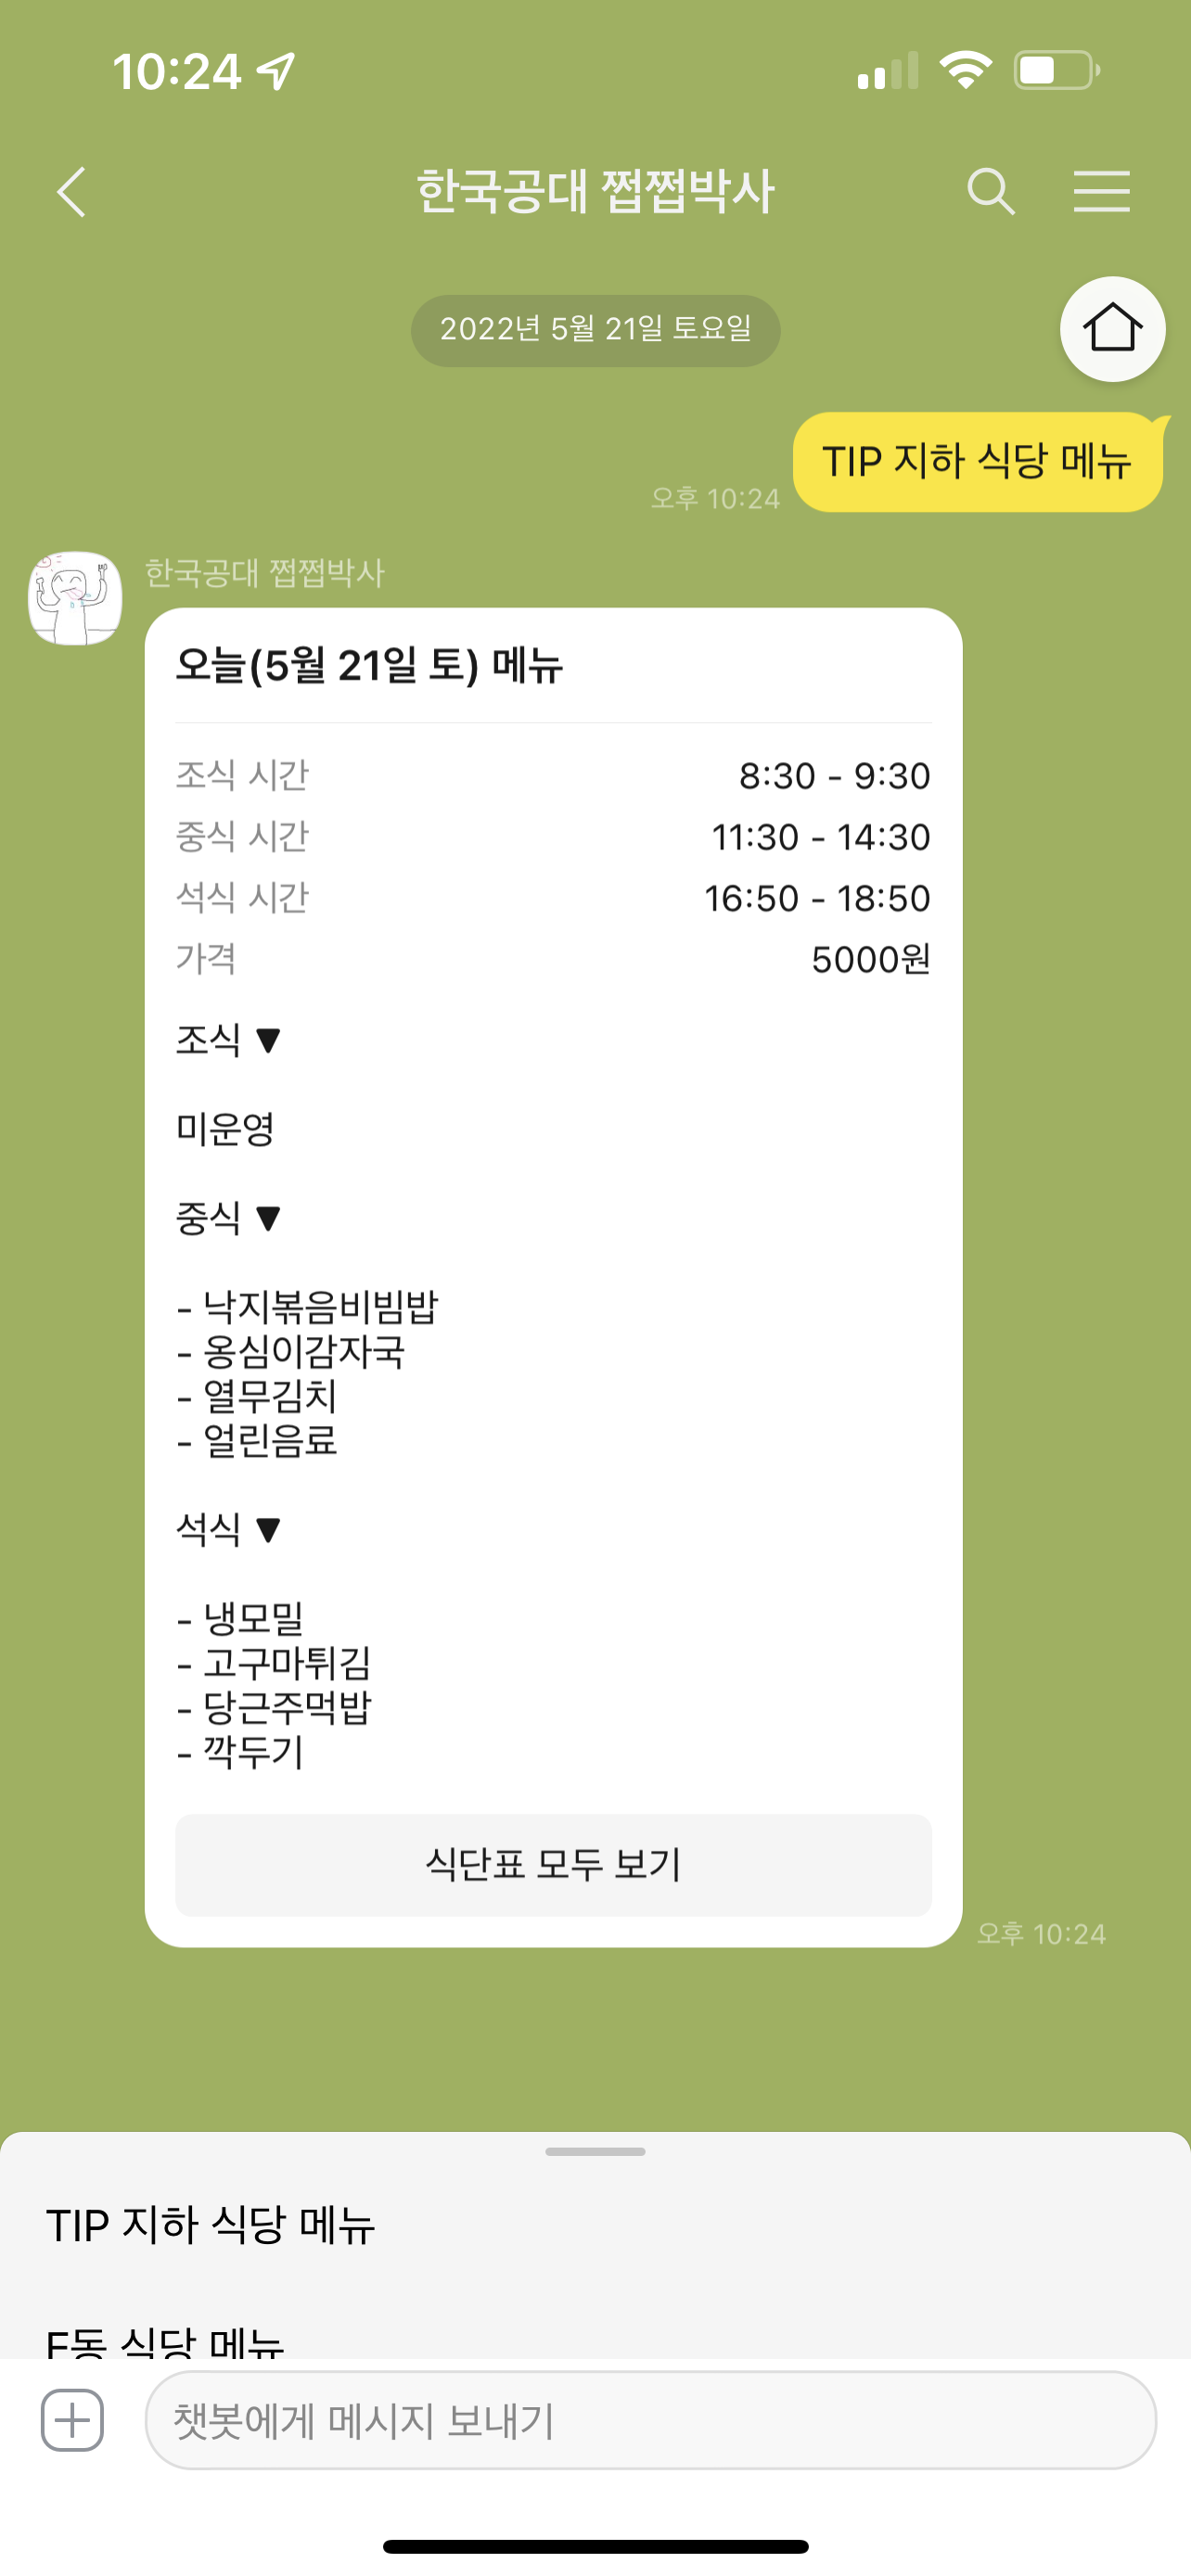 10:24
한국공대 쩝쩝박사
2022년 5월 21일 토요일
TIP 지하 식당 메뉴
오후 10:24
한국공대 쩝쩝박사
오늘(5월 21일 토) 메뉴
조식 시간 8:30 - 9:30
중식 시간 11:30 - 14:30
석식 시간 16:50 - 18:50
가격 5000원
조식 ▼
미운영
중식 ▼
- 낙지볶음비빔밥
- 옹심이감자국
- 열무김치
- 얼린음료
석식 ▼
- 냉모밀
- 고구마튀김
- 당근주먹밥
- 깍두기
식단표 모두 보기
오후 10:24
TIP 지하 식당 메뉴
E동 식당 메뉴
챗봇에게 메시지 보내기